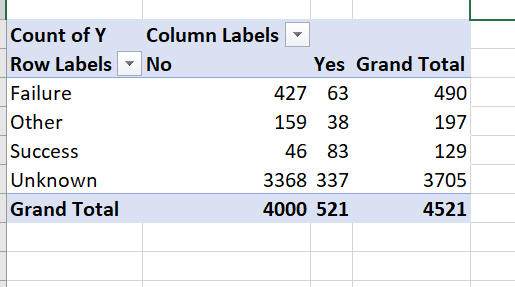 Count of Y Column Labels
Row Labels No Yes Grand Total
Failure 427 63 490
Other 159 38 197
Success 46 83 129
Unknown 3368 337 3705
Grand Total 4000 521 4521